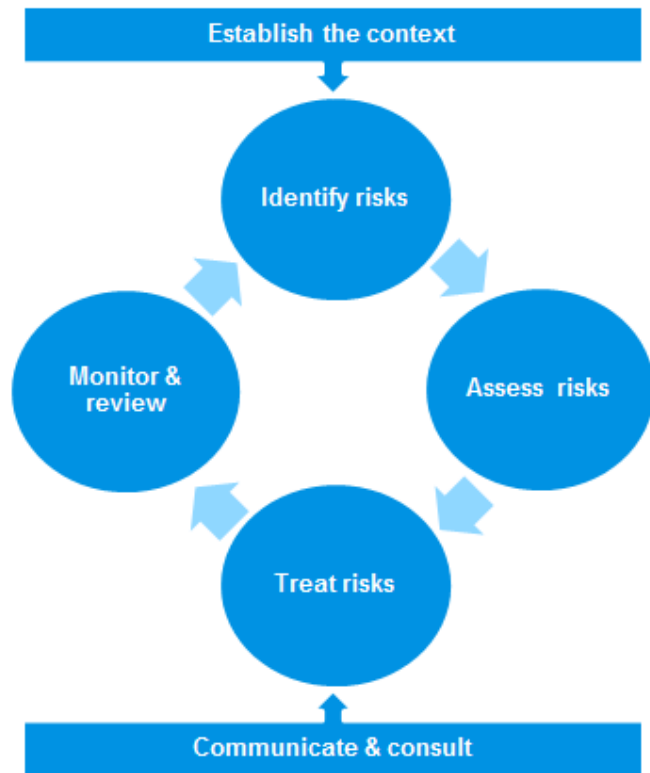 Establish the context
Identify risks
Monitor &
review
Assess risks
Treat risks
Communicate & consult